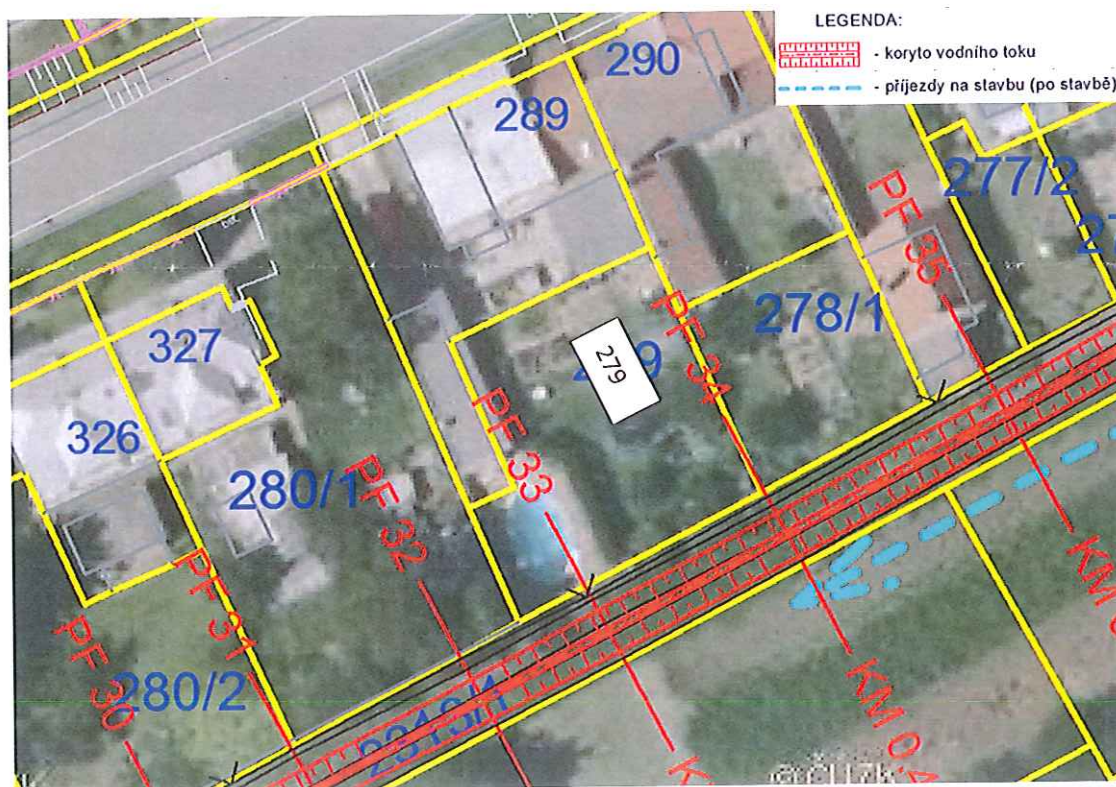 LEGENDA:
- koryto vodního toku
- příjezdy na stavbu (po stavbě)
290
289
277/2
PF 35
327
278/1
279
PF 34
326
280/1
PF 33
PF 32
PF 31
PF 30
280/2
KM 0.4